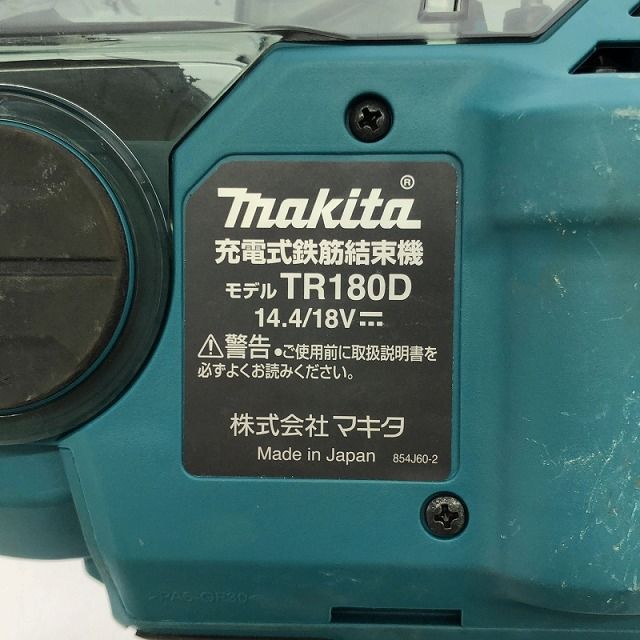 makita®
充電式鉄筋結束機
モデル TR180D
14.4/18V⎓
⚠警告 •ご使用前に取扱説明書を
必ずよくお読みください。
株式会社 マキタ
Made in Japan 854J60-2
>PA6-GF30<